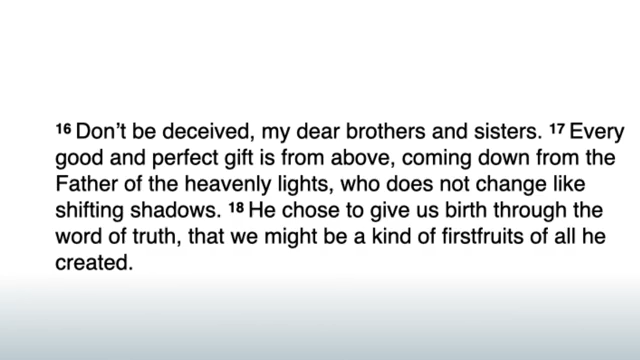 16 Don’t be deceived, my dear brothers and sisters. 17 Every
good and perfect gift is from above, coming down from the
Father of the heavenly lights, who does not change like
shifting shadows. 18 He chose to give us birth through the
word of truth, that we might be a kind of firstfruits of all he
created.